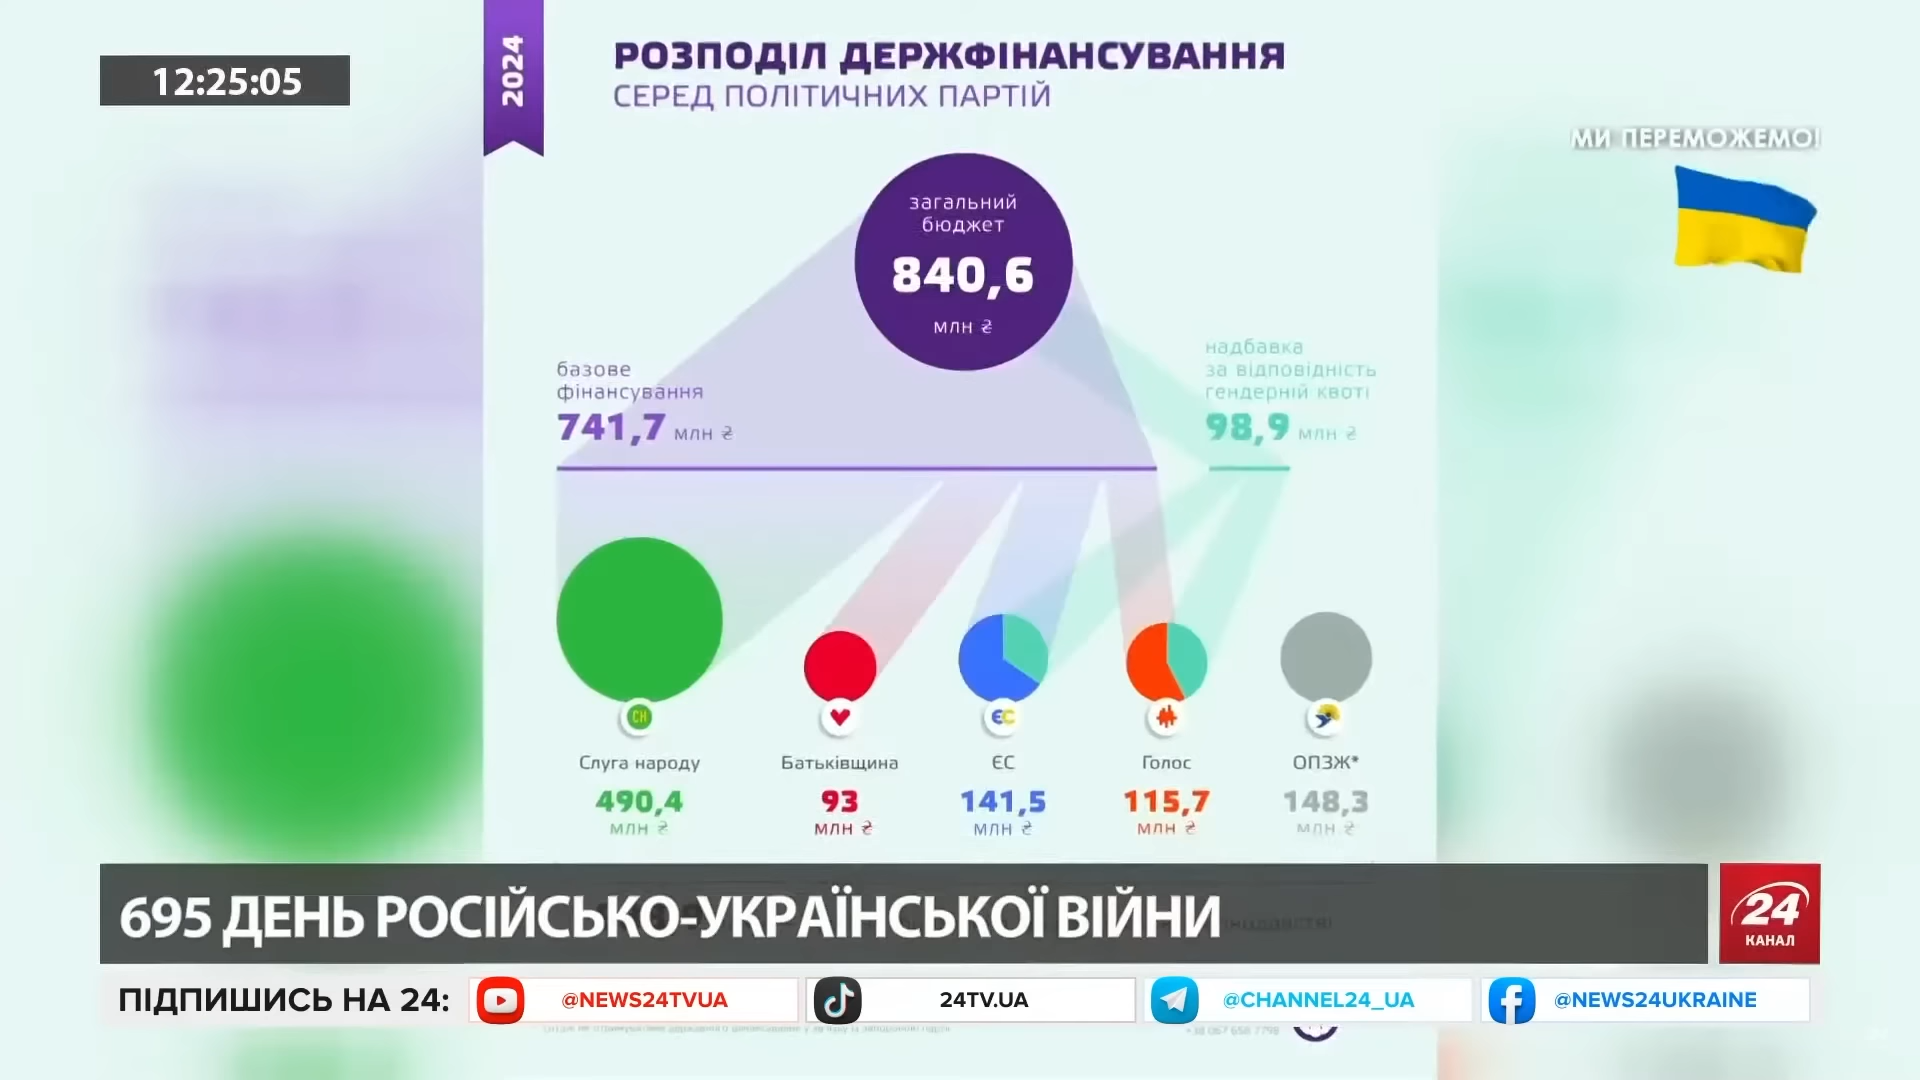 12:25:05
2024
РОЗПОДІЛ ДЕРЖФІНАНСУВАННЯ
СЕРЕД ПОЛІТИЧНИХ ПАРТІЙ
МИ ПЕРЕМОЖЕМО!
загальний
бюджет
840,6
млн ₴
базове
фінансування
741,7 млн ₴
надбавка
за відповідність
гендерній квоті
98,9 млн ₴
СН
ЄС
Слуга народу
Батьківщина
ЄС
Голос
ОПЗЖ*
490,4
млн ₴
93
млн ₴
141,5
млн ₴
115,7
млн ₴
148,3
млн ₴
695 ДЕНЬ РОСІЙСЬКО-УКРАЇНСЬКОЇ ВІЙНИ
24
КАНАЛ
ПІДПИШИСЬ НА 24:
@NEWS24TVUA
24TV.UA
@CHANNEL24_UA
@NEWS24UKRAINE